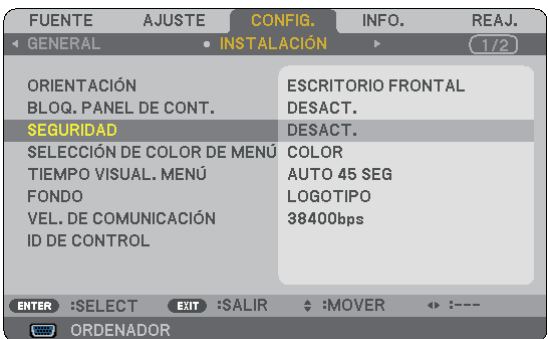 FUENTE AJUSTE CONFIG. INFO. REAJ.
GENERAL INSTALACIÓN 1/2
ORIENTACIÓN ESCRITORIO FRONTAL
BLOQ. PANEL DE CONT. DESACT.
SEGURIDAD DESACT.
SELECCIÓN DE COLOR DE MENÚ COLOR
TIEMPO VISUAL. MENÚ AUTO 45 SEG
FONDO LOGOTIPO
VEL. DE COMUNICACIÓN 38400bps
ID DE CONTROL
ENTER :SELECT EXIT :SALIR :MOVER :---
ORDENADOR